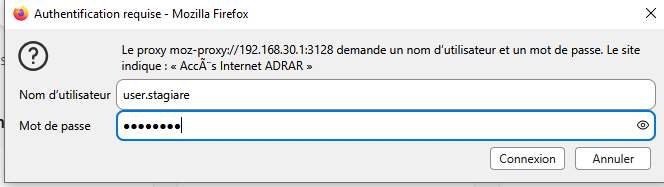 Authentification requise - Mozilla Firefox
Le proxy moz-proxy://192.168.30.1:3128 demande un nom d'utilisateur et un mot de passe. Le site
indique : « AccÃ¨s Internet ADRAR »
Nom d'utilisateur user.stagiare
Mot de passe ●●●●●●●●
Connexion Annuler